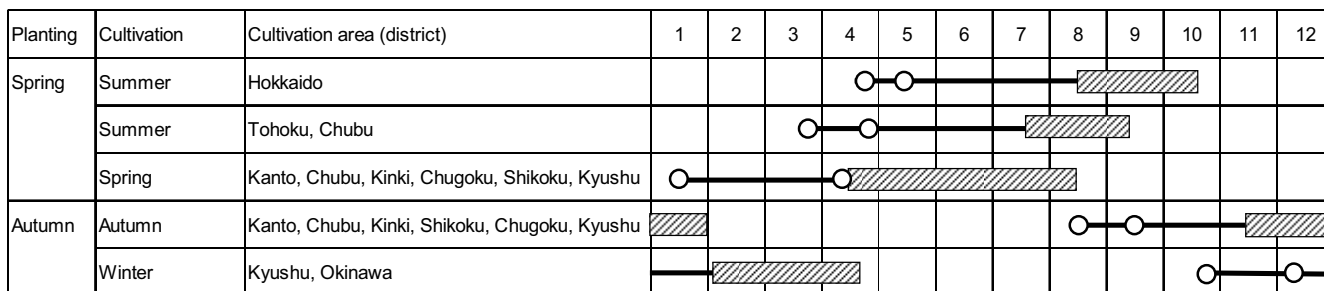 Planting Cultivation Cultivation area (district) 1 2 3 4 5 6 7 8 9 10 11 12
Spring Summer Hokkaido
Summer Tohoku, Chubu
Spring Kanto, Chubu, Kinki, Chugoku, Shikoku, Kyushu
Autumn Autumn Kanto, Chubu, Kinki, Shikoku, Chugoku, Kyushu
Winter Kyushu, Okinawa